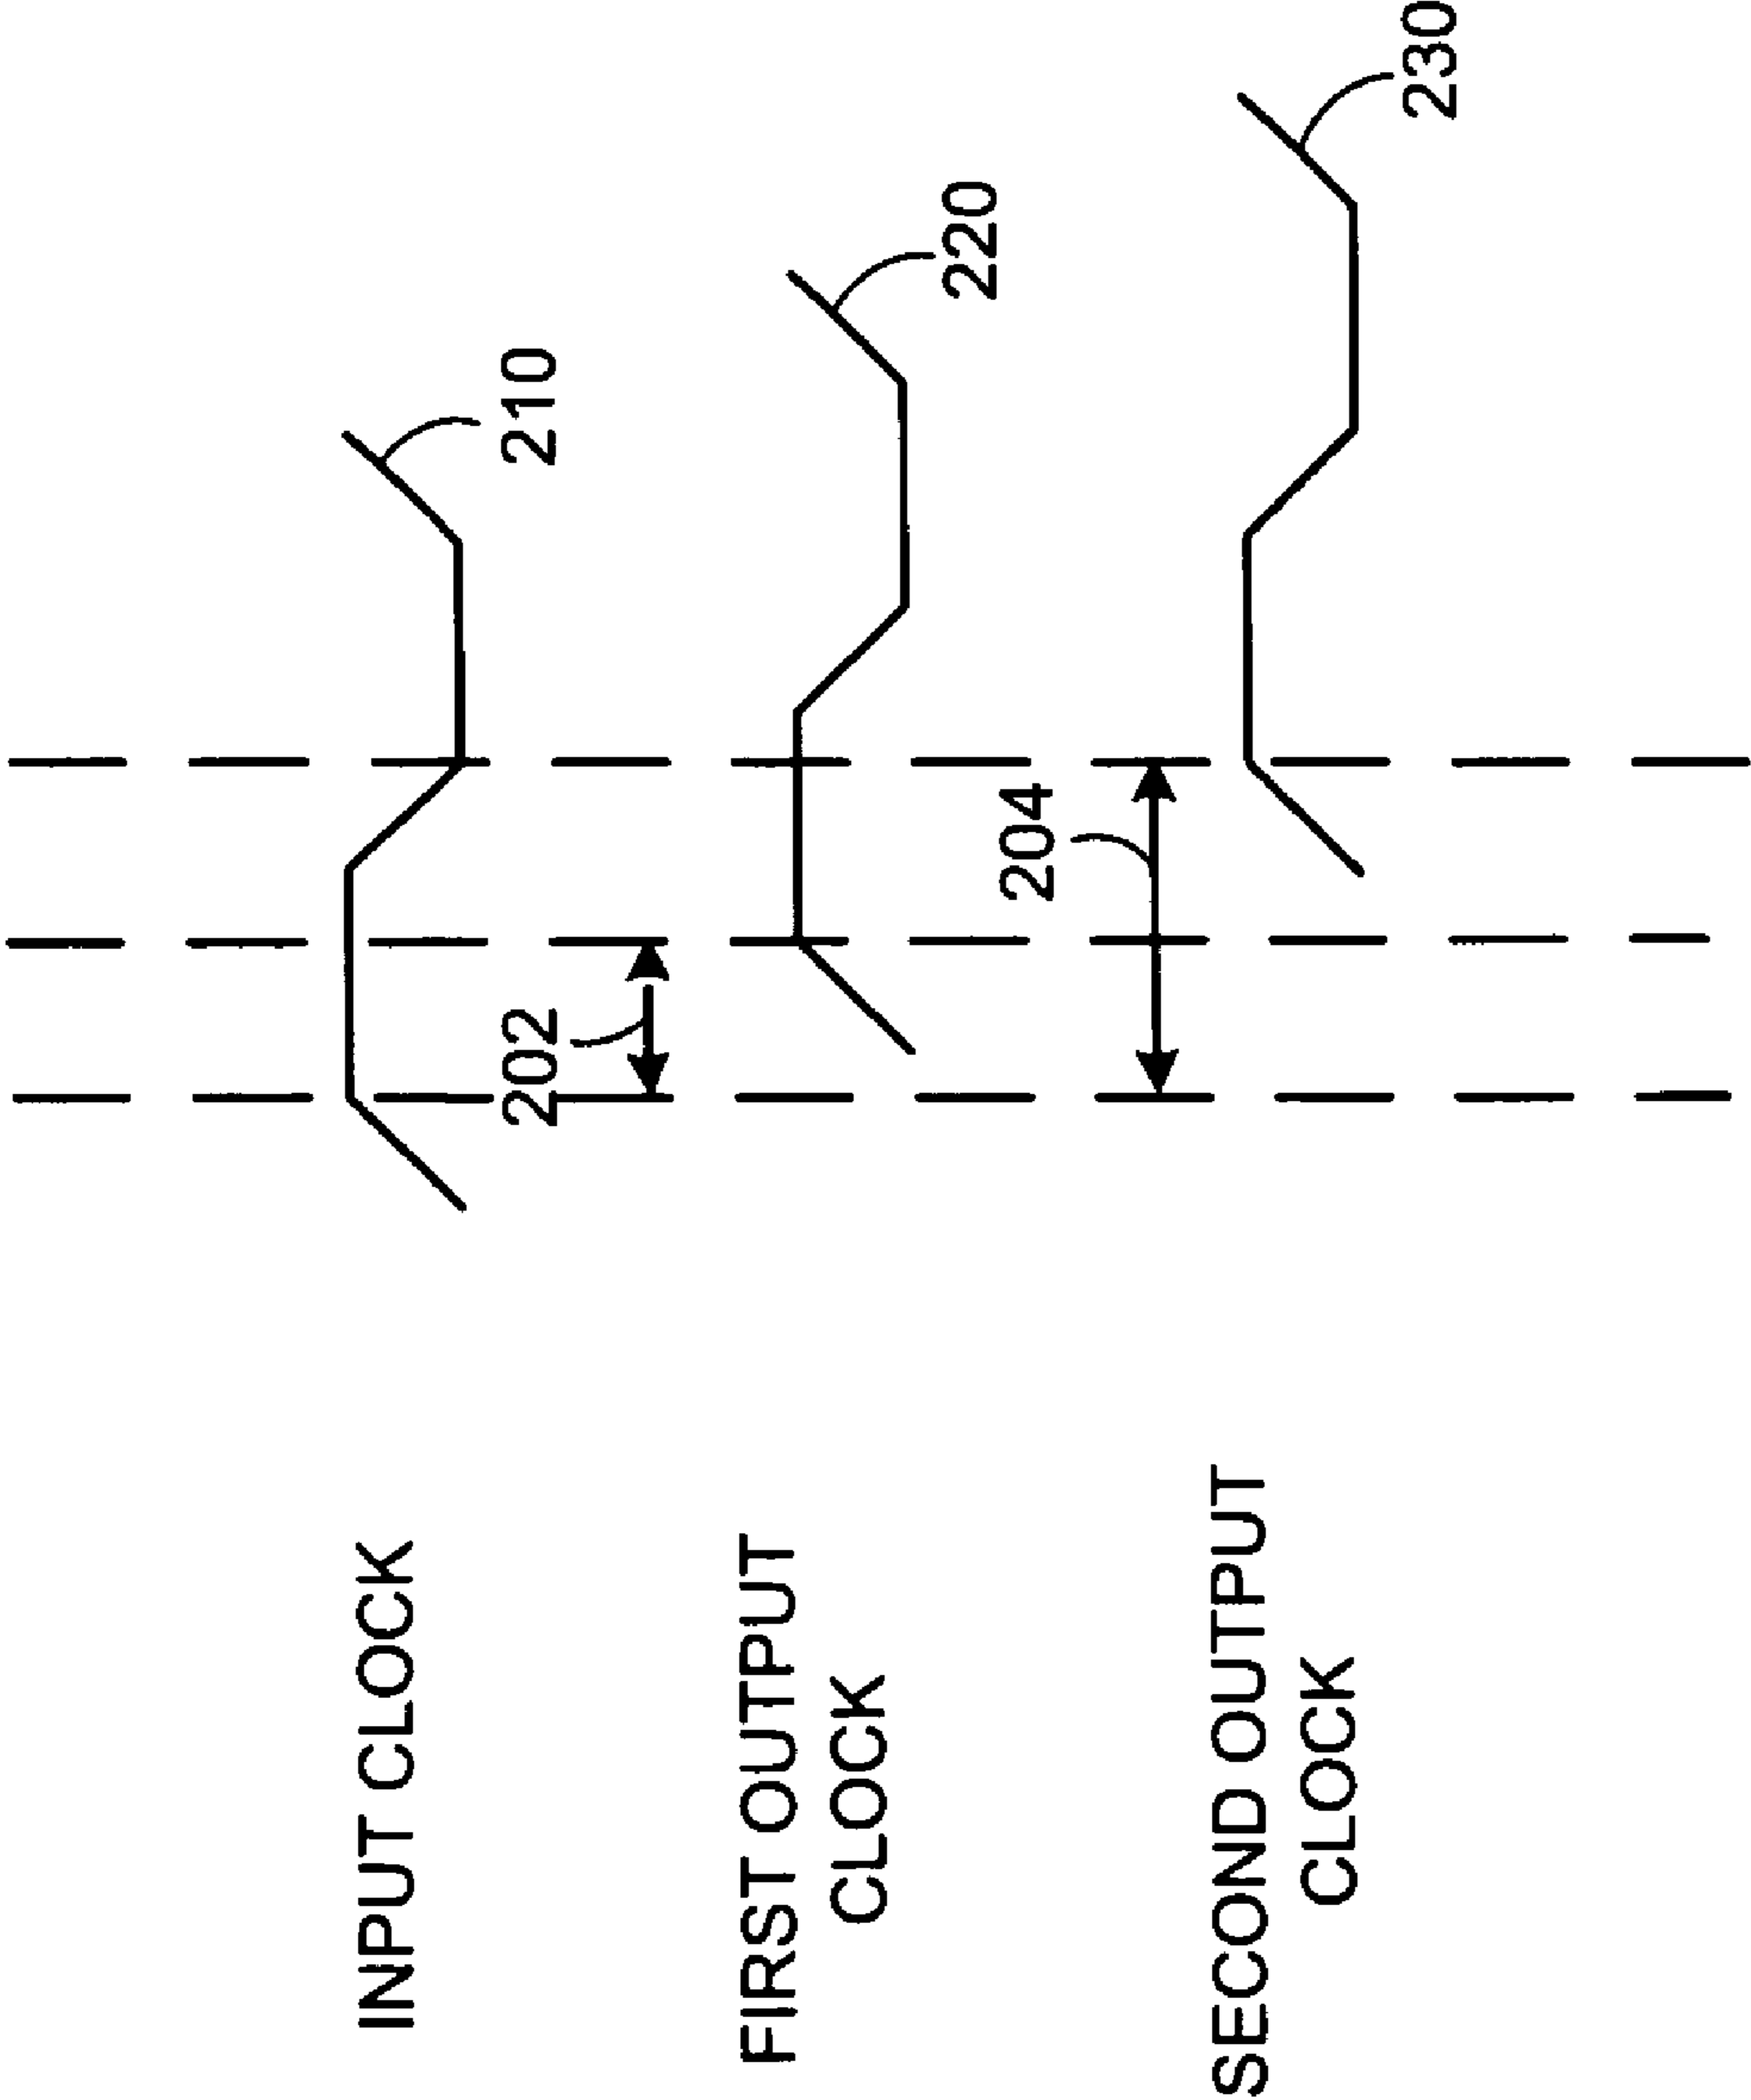 INPUT CLOCK
210
202
FIRST OUTPUT
CLOCK
220
204
SECOND OUTPUT
CLOCK
230